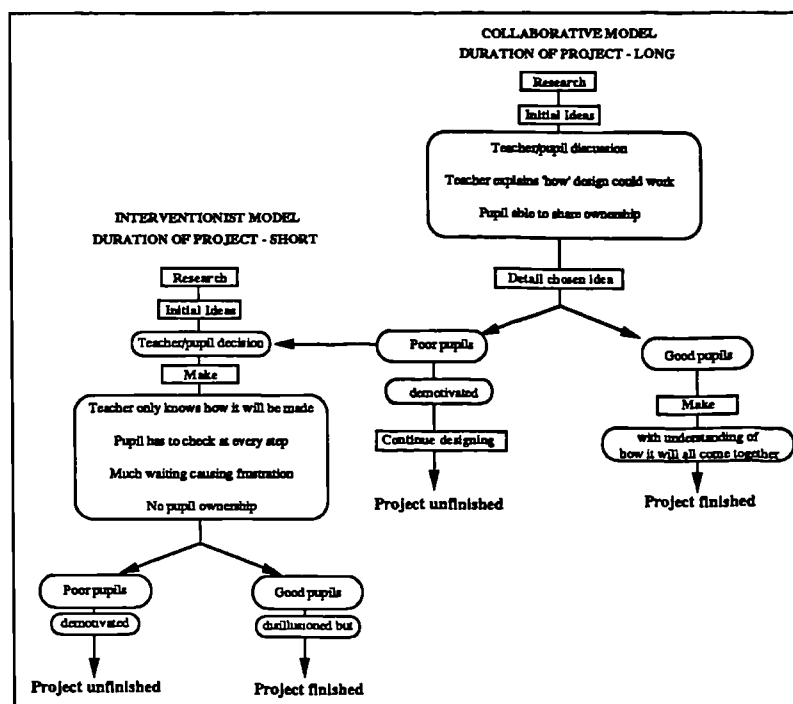 COLLABORATIVE MODEL
DURATION OF PROJECT - LONG
Research
Initial Ideas
Teacher/pupil discussion
Teacher explains 'how' design could work
Pupil able to share ownership
Detail chosen idea
Poor pupils
demotivated
Continue designing
Project unfinished
Good pupils
Make
with understanding of
how it will all come together
Project finished
INTERVENTIONIST MODEL
DURATION OF PROJECT - SHORT
Research
Initial Ideas
Teacher/pupil decision
Make
Teacher only knows how it will be made
Pupil has to check at every step
Much waiting causing frustration
No pupil ownership
Poor pupils
demotivated
Project unfinished
Good pupils
disillusioned but
Project finished